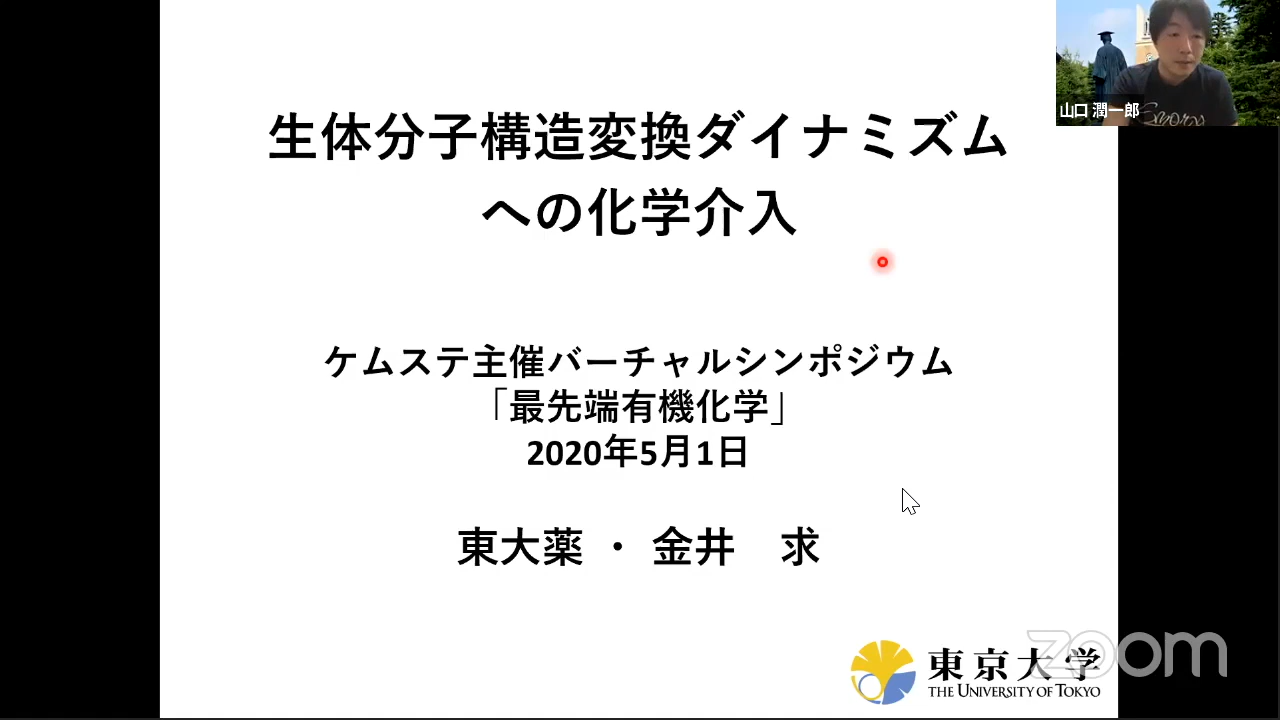 生体分子構造変換ダイナミズム
への化学介入
ケムステ主催バーチャルシンポジウム
「最先端有機化学」
2020年5月1日
東大薬 ・ 金井　求
東京大学
THE UNIVERSITY OF TOKYO
zoom
山口 潤一郎